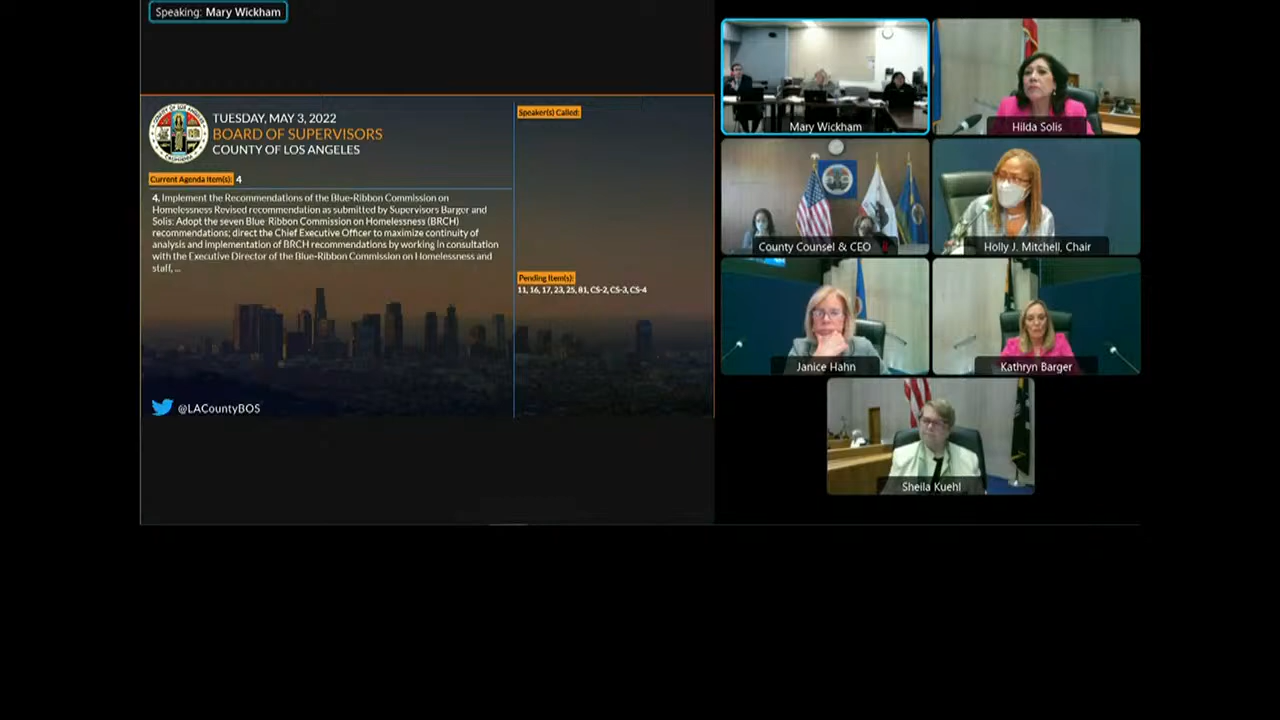 Speaking: Mary Wickham
TUESDAY, MAY 3, 2022
BOARD OF SUPERVISORS
COUNTY OF LOS ANGELES
Current Agenda Item(s): 4
4. Implement the Recommendations of the Blue-Ribbon Commission on
Homelessness Revised recommendation as submitted by Supervisors Barger and
Solis: Adopt the seven Blue-Ribbon Commission on Homelessness (BRCH)
recommendations; direct the Chief Executive Officer to maximize continuity of
analysis and implementation of BRCH recommendations by working in consultation
with the Executive Director of the Blue-Ribbon Commission on Homelessness and
staff, ...
@LACountyBOS
Speaker(s) Called:
Pending Item(s):
11, 16, 17, 23, 25, 81, CS-2, CS-3, CS-4
Mary Wickham
Hilda Solis
County Counsel & CEO
Holly J. Mitchell, Chair
Janice Hahn
Kathryn Barger
Sheila Kuehl